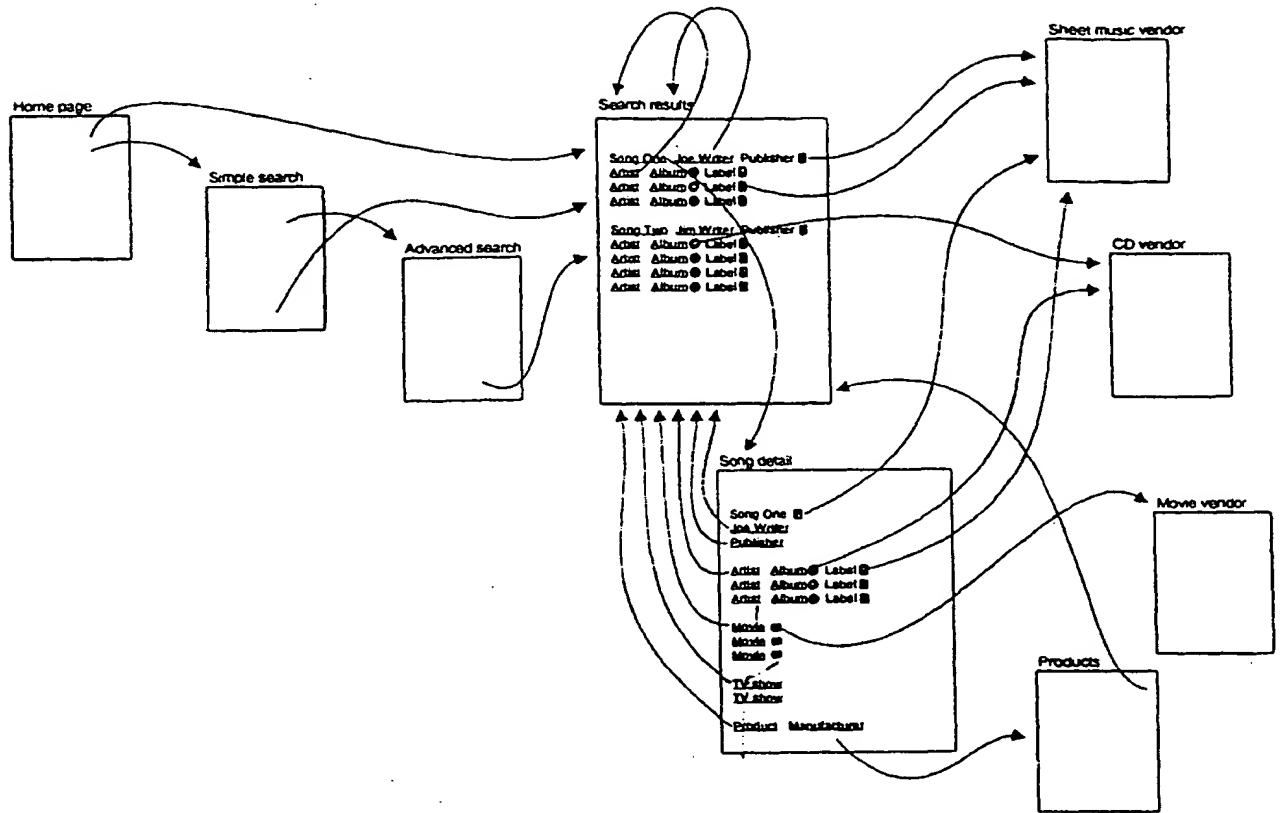 Home page
Simple search
Advanced search
Search results
Song One Joe Writer Publisher
Artist Album Label
Artist Album Label
Artist Album Label
Song Two Jim Writer Publisher
Artist Album Label
Artist Album Label
Artist Album Label
Artist Album Label
Song detail
Song One
Joe Writer
Publisher
Artist Album Label
Artist Album Label
Artist Album Label
Movie
Movie
Movie
TV show
TV show
Product Manufacturer
Sheet music vendor
CD vendor
Movie vendor
Products